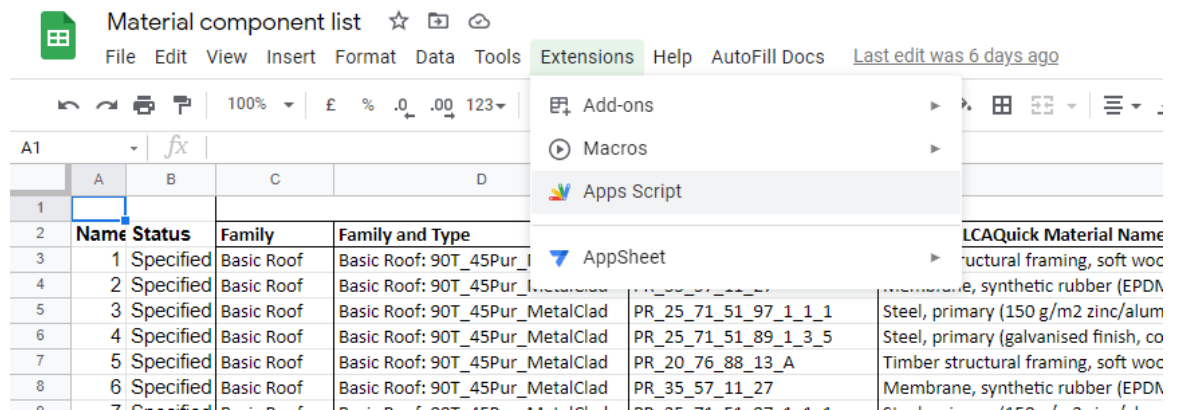 Material component list
File Edit View Insert Format Data Tools Extensions Help AutoFill Docs Last edit was 6 days ago
100% £ % .0 .00 123
Add-ons
A1 fx
Macros
A B C D
Apps Script
1
2 Name Status Family Family and Type LCAQuick Material Name
AppSheet
3 1 Specified Basic Roof Basic Roof: 90T_45Pur_ ructural framing, soft woo
4 2 Specified Basic Roof Basic Roof: 90T_45Pur_MetalClad PR_35_57_11_27 Membrane, synthetic rubber (EPDM
5 3 Specified Basic Roof Basic Roof: 90T_45Pur_MetalClad PR_25_71_51_97_1_1_1 Steel, primary (150 g/m2 zinc/alum
6 4 Specified Basic Roof Basic Roof: 90T_45Pur_MetalClad PR_25_71_51_89_1_3_5 Steel, primary (galvanised finish, co
7 5 Specified Basic Roof Basic Roof: 90T_45Pur_MetalClad PR_20_76_88_13_A Timber structural framing, soft woo
8 6 Specified Basic Roof Basic Roof: 90T_45Pur_MetalClad PR_35_57_11_27 Membrane, synthetic rubber (EPDM